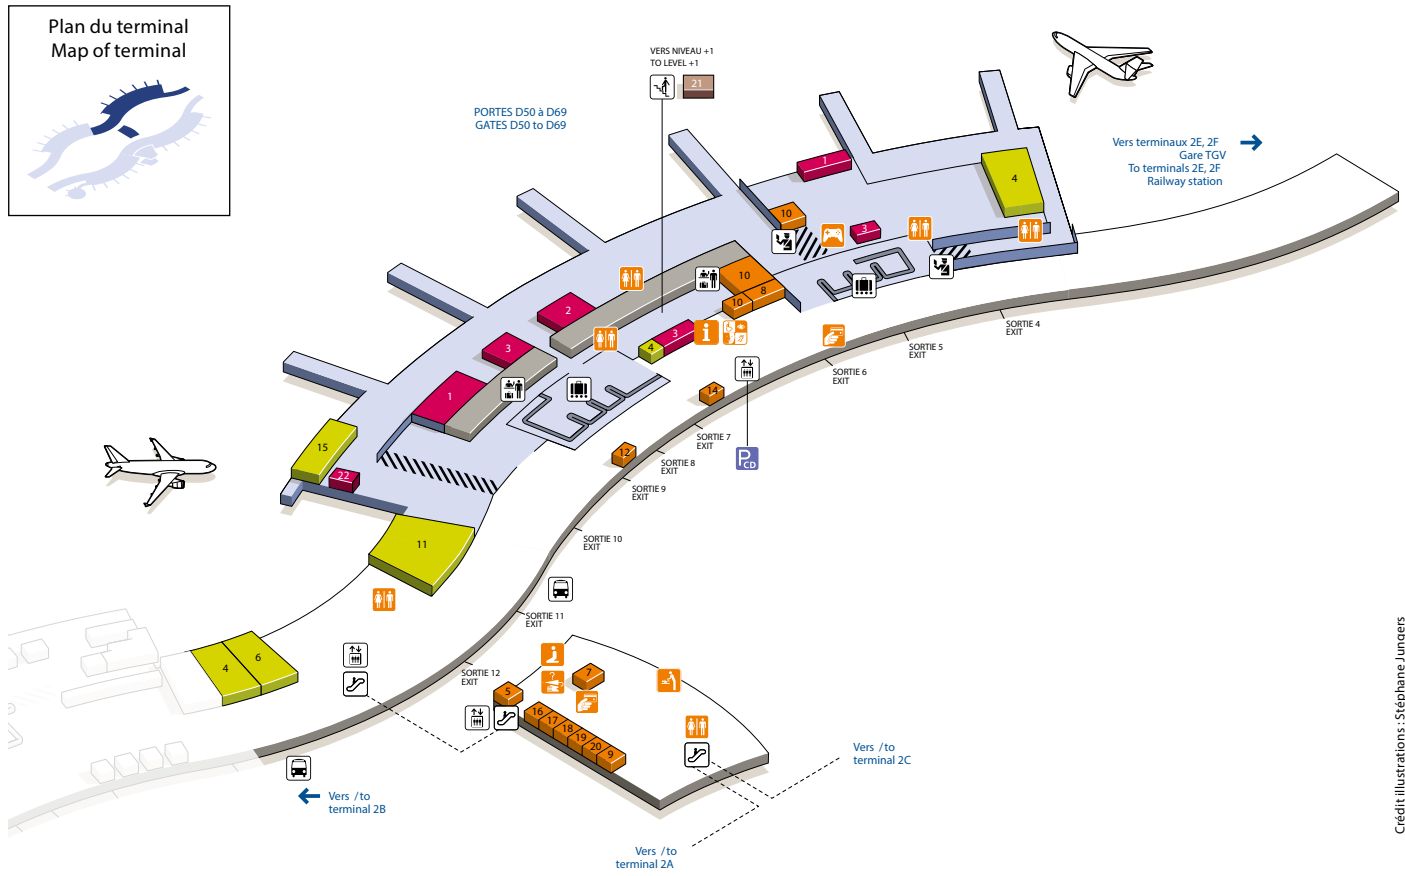 Plan du terminal
Map of terminal
VERS NIVEAU +1
TO LEVEL +1
21
PORTES D50 à D69
GATES D50 to D69
Vers terminaux 2E, 2F
Gare TGV
To terminals 2E, 2F
Railway station
1
4
10
3
10
8
10
2
3
4
3
1
15
22
11
14
12
i
P
CD
SORTIE 4
EXIT
SORTIE 5
EXIT
SORTIE 6
EXIT
SORTIE 7
EXIT
SORTIE 8
EXIT
SORTIE 9
EXIT
SORTIE 10
EXIT
SORTIE 11
EXIT
SORTIE 12
EXIT
4
6
5
7
?
16
17
18
19
20
9
Vers / to
terminal 2C
Vers / to
terminal 2B
Vers / to
terminal 2A
Crédit illustrations : Stéphane Jungers